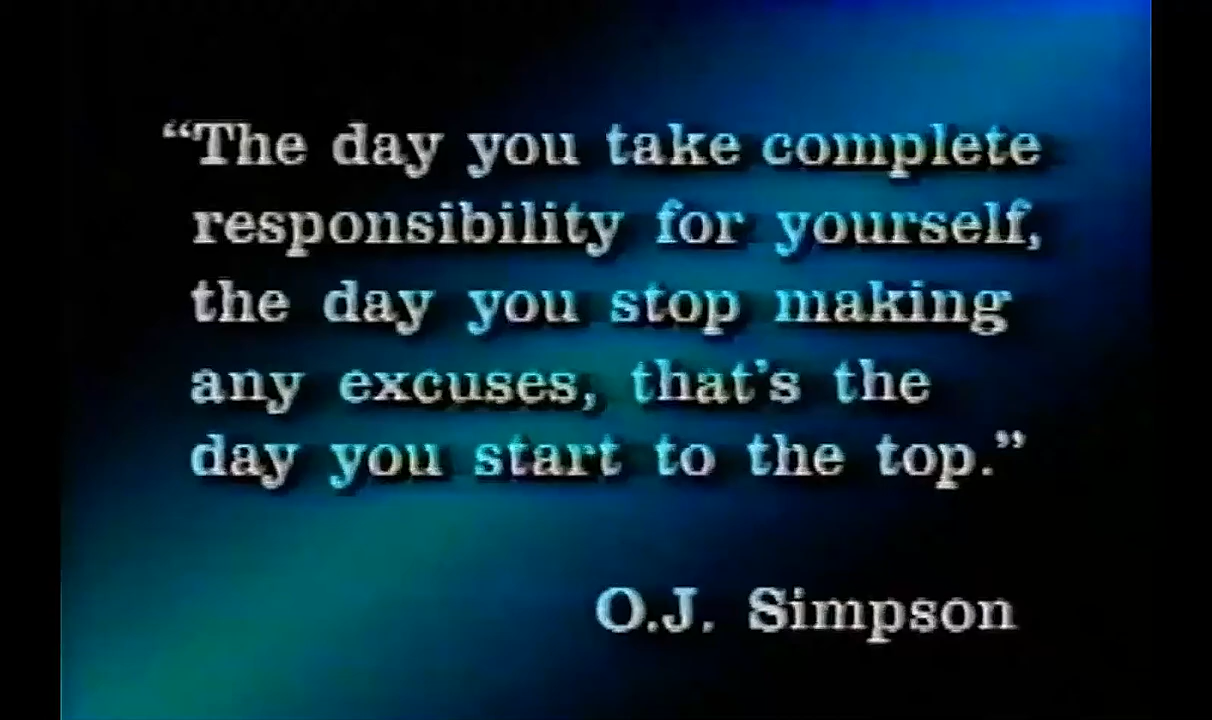 “The day you take complete
responsibility for yourself,
the day you stop making
any excuses, that’s the
day you start to the top.”
O.J. Simpson